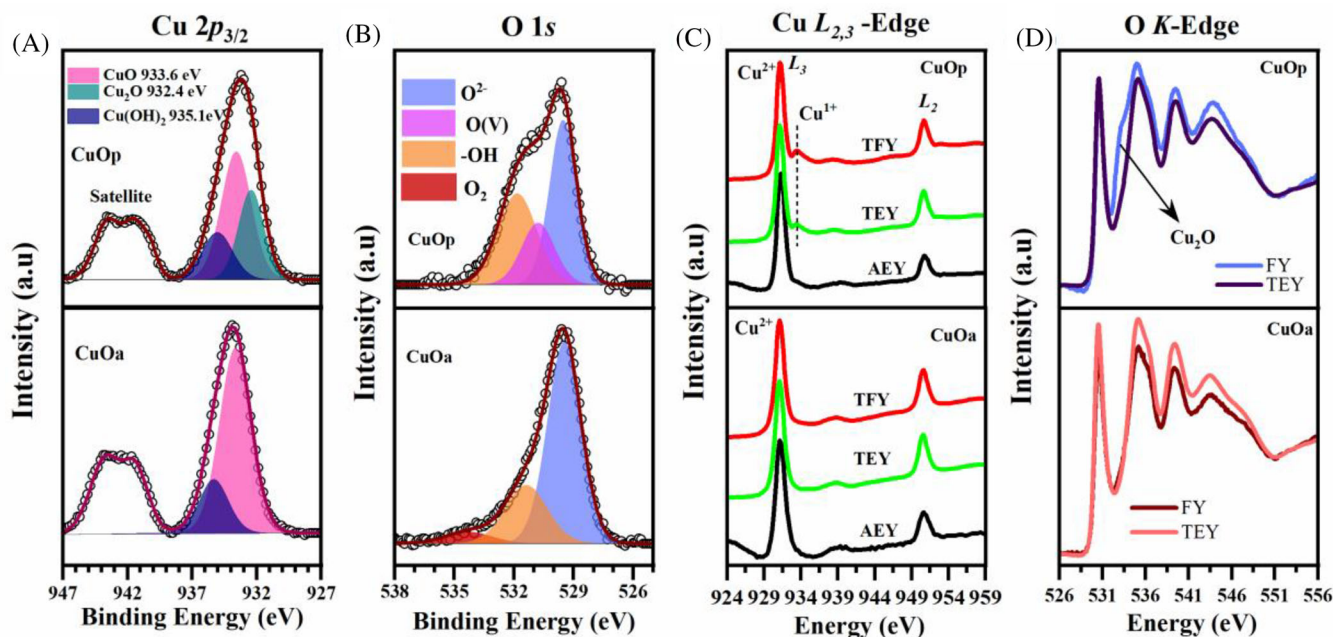 (A)
Cu 2p3/2
CuO 933.6 eV
Cu2O 932.4 eV
Cu(OH)2 935.1eV
CuOp
Satellite
CuOa
Intensity (a.u)
947 942 937 932 927
Binding Energy (eV)
(B)
O 1s
O2-
O(V)
-OH
O2
CuOp
CuOa
Intensity (a.u)
538 535 532 529
Binding Energy (eV)
(C)
Cu L2,3 -Edge
Cu2+
L3
CuOp
Cu1+
L2
TFY
TEY
AEY
Cu2+
CuOa
TFY
TEY
AEY
Intensity (a.u)
924 929 934 939 944 949 954 959
Energy (eV)
(D)
O K-Edge
CuOp
Cu2O
FY
TEY
CuOa
FY
TEY
Intensity (a.u)
526 531 536 541 546 551 556
Energy (eV)